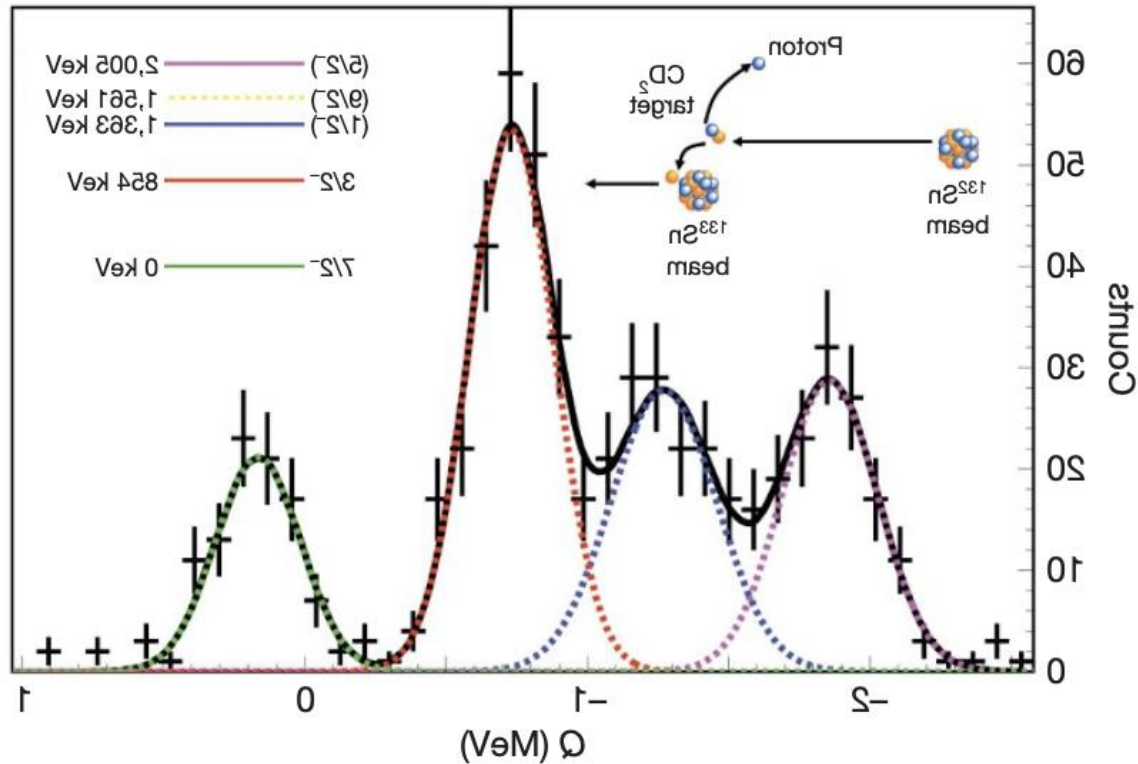 60
50
40
30
20
10
0
Counts
–2
–1
0
1
Q (MeV)
(5/2⁻) 2,005 keV
(9/2⁻) 1,561 keV
(1/2⁻) 1,363 keV
3/2⁻ 854 keV
7/2⁻ 0 keV
Proton
CD₂
target
¹³²Sn
beam
¹³³Sn
beam